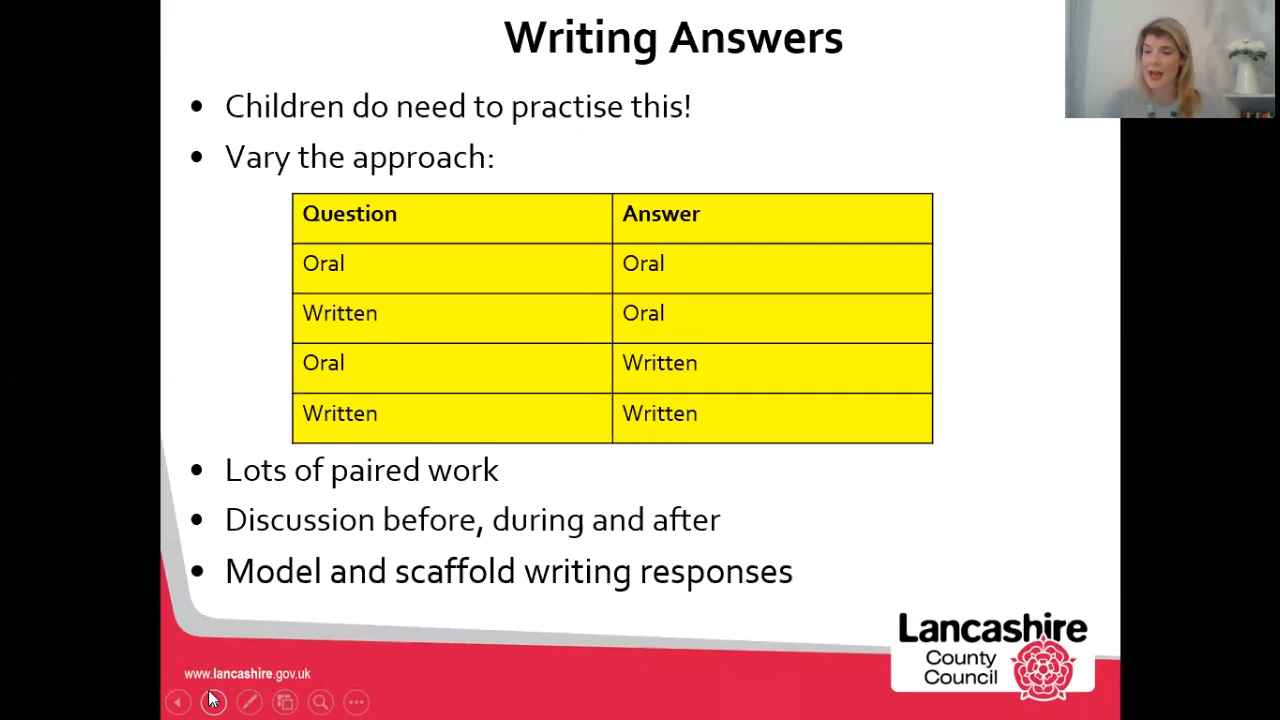 Writing Answers
• Children do need to practise this!
• Vary the approach:
Question Answer
Oral Oral
Written Oral
Oral Written
Written Written
• Lots of paired work
• Discussion before, during and after
• Model and scaffold writing responses
www.lancashire.gov.uk
Lancashire
County
Council